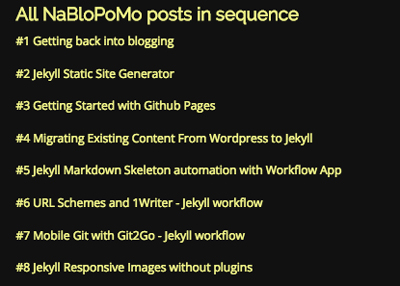 All NaBloPoMo posts in sequence
#1 Getting back into blogging
#2 Jekyll Static Site Generator
#3 Getting Started with Github Pages
#4 Migrating Existing Content From Wordpress to Jekyll
#5 Jekyll Markdown Skeleton automation with Workflow App
#6 URL Schemes and 1Writer - Jekyll workflow
#7 Mobile Git with Git2Go - Jekyll workflow
#8 Jekyll Responsive Images without plugins